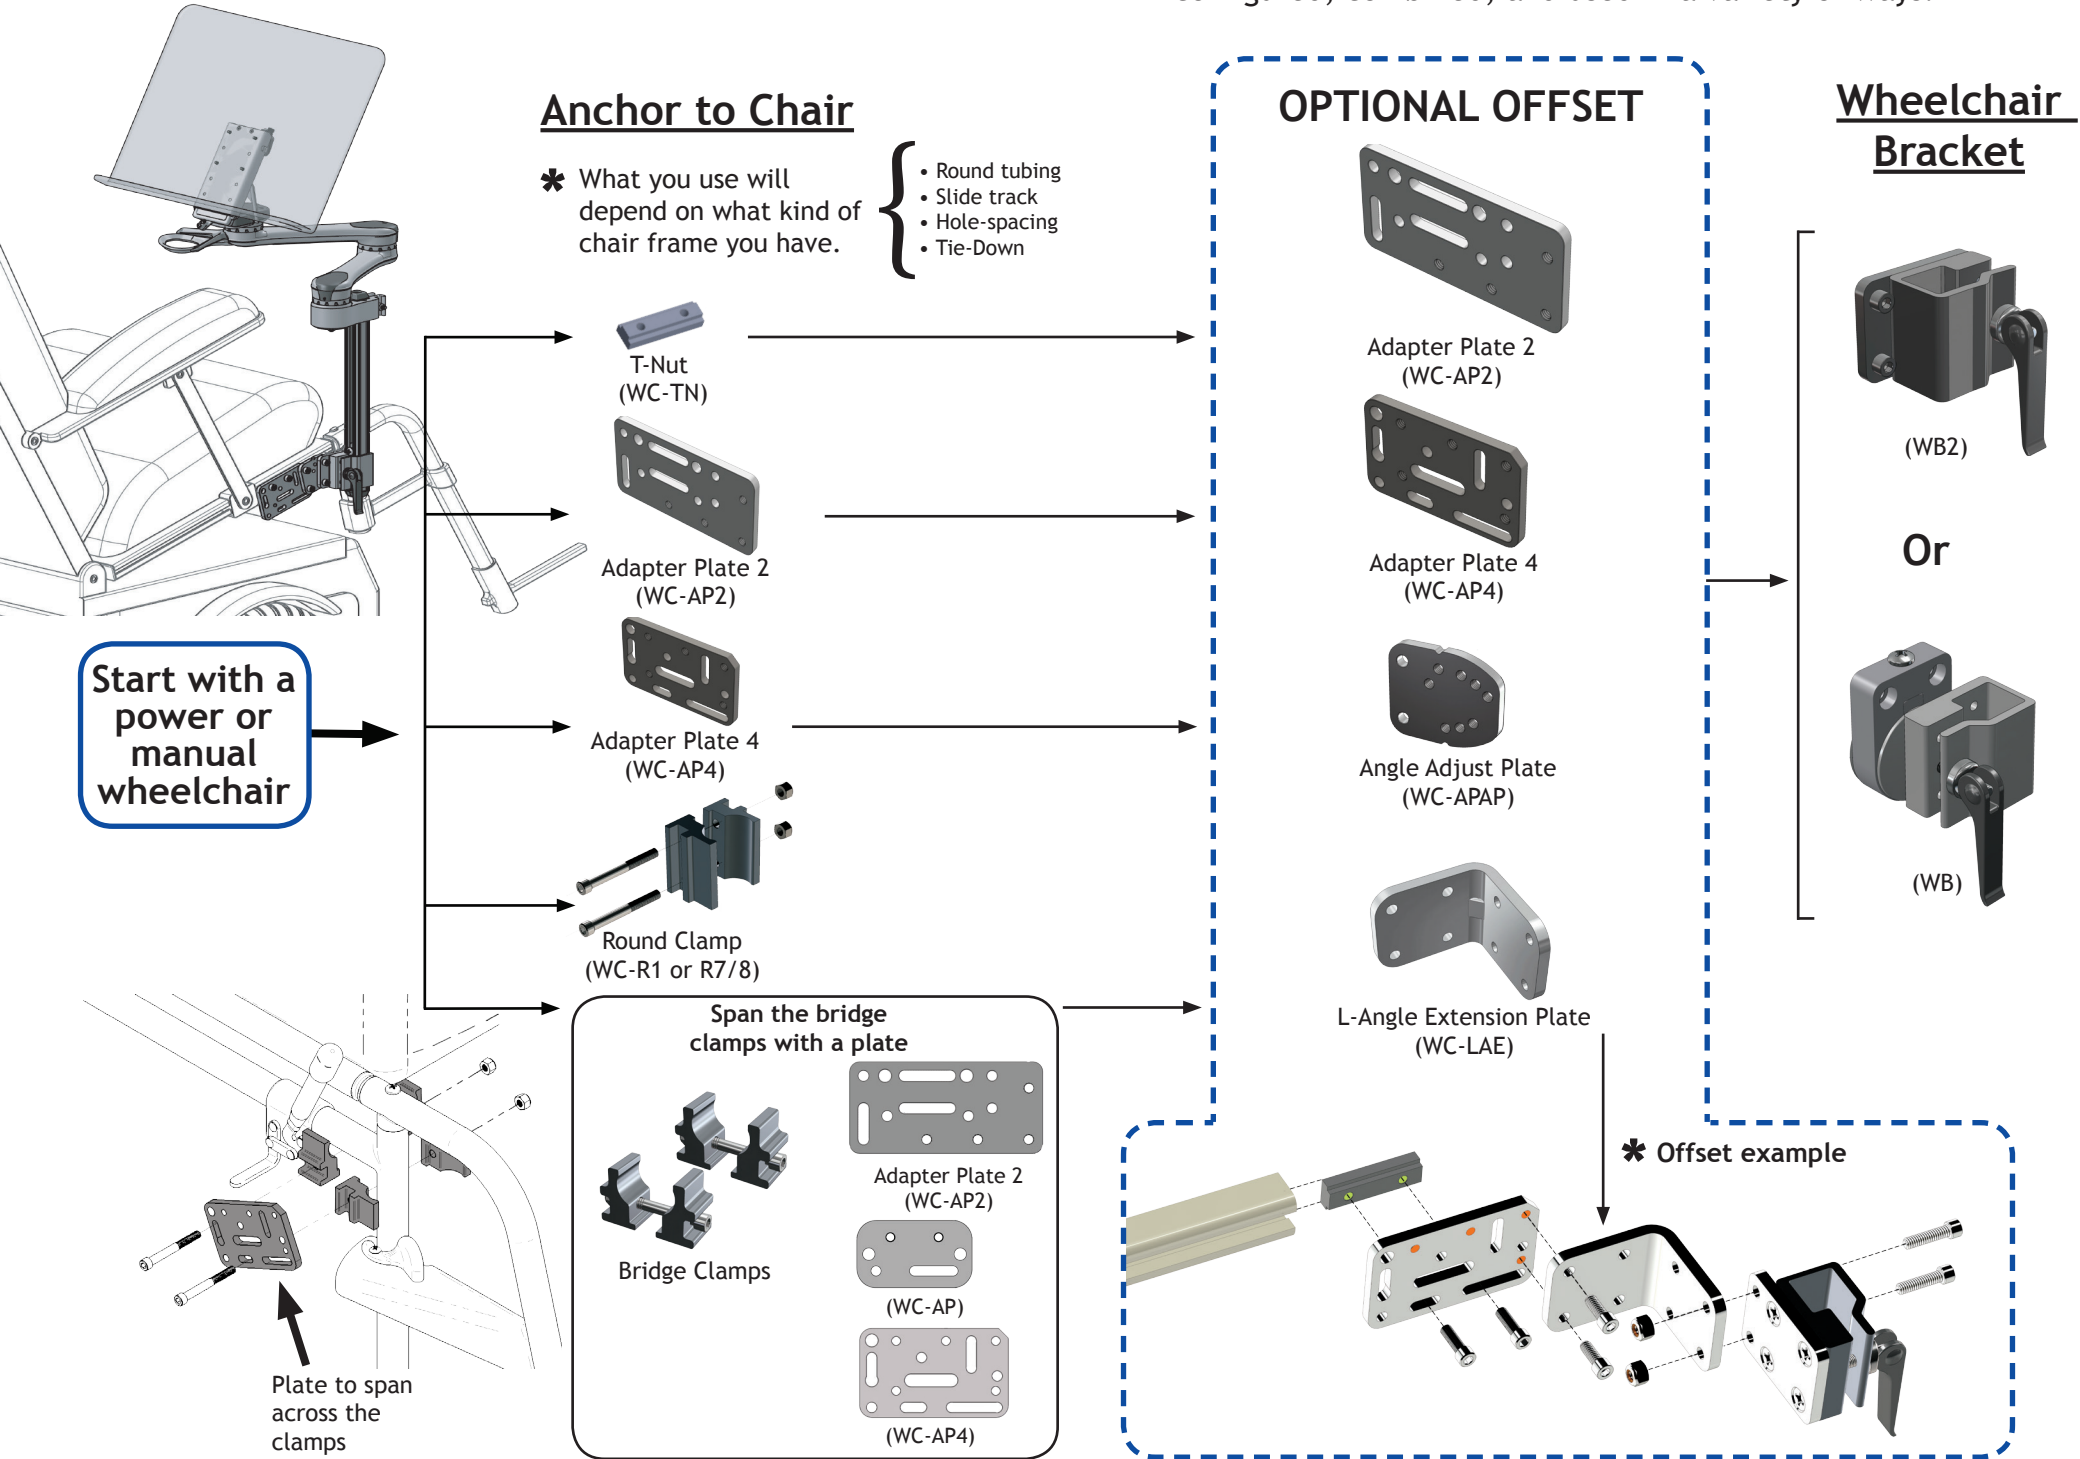 Anchor to Chair
* What you use will
depend on what kind of
chair frame you have.
• Round tubing
• Slide track
• Hole-spacing
• Tie-Down
T-Nut
(WC-TN)
Adapter Plate 2
(WC-AP2)
Adapter Plate 4
(WC-AP4)
Round Clamp
(WC-R1 or R7/8)
Start with a
power or
manual
wheelchair
Span the bridge
clamps with a plate
Bridge Clamps
Adapter Plate 2
(WC-AP2)
(WC-AP)
(WC-AP4)
Plate to span
across the
clamps
OPTIONAL OFFSET
Adapter Plate 2
(WC-AP2)
Adapter Plate 4
(WC-AP4)
Angle Adjust Plate
(WC-APAP)
L-Angle Extension Plate
(WC-LAE)
* Offset example
Wheelchair
Bracket
(WB2)
Or
(WB)